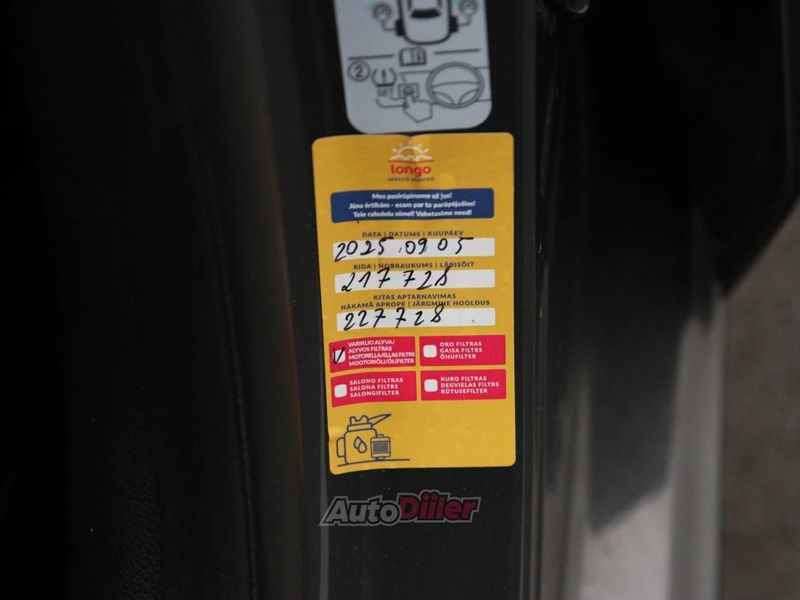 2
SET
longo
Mes pasirūpinome už jus!
Jūsu ērtībām - esam par to parūpējušies!
Teie rahulolu nimel! Vahetasime need!
DATA | DATUMS | KUUPÄEV
2025.09.05
RIDA | NOBRAUKUMS | LÄBISÕIT
217728
KITAS APTARNAVIMAS
NĀKAMĀ APKOPE | JÄRGMINE HOOLDUS
227728
VARIKLIO ALYVA/
ALYVOS FILTRAS
MOTOREĻĻA/EĻĻAS FILTRS
MOOTORIÕLI/ÕLIFILTER
ORO FILTRAS
GAISA FILTRS
ÕHUFILTER
SALONO FILTRAS
SALONA FILTRS
SALONGIFILTER
KURO FILTRAS
DEGVIELAS FILTRS
KÜTUSEFILTER
AutoDiiler